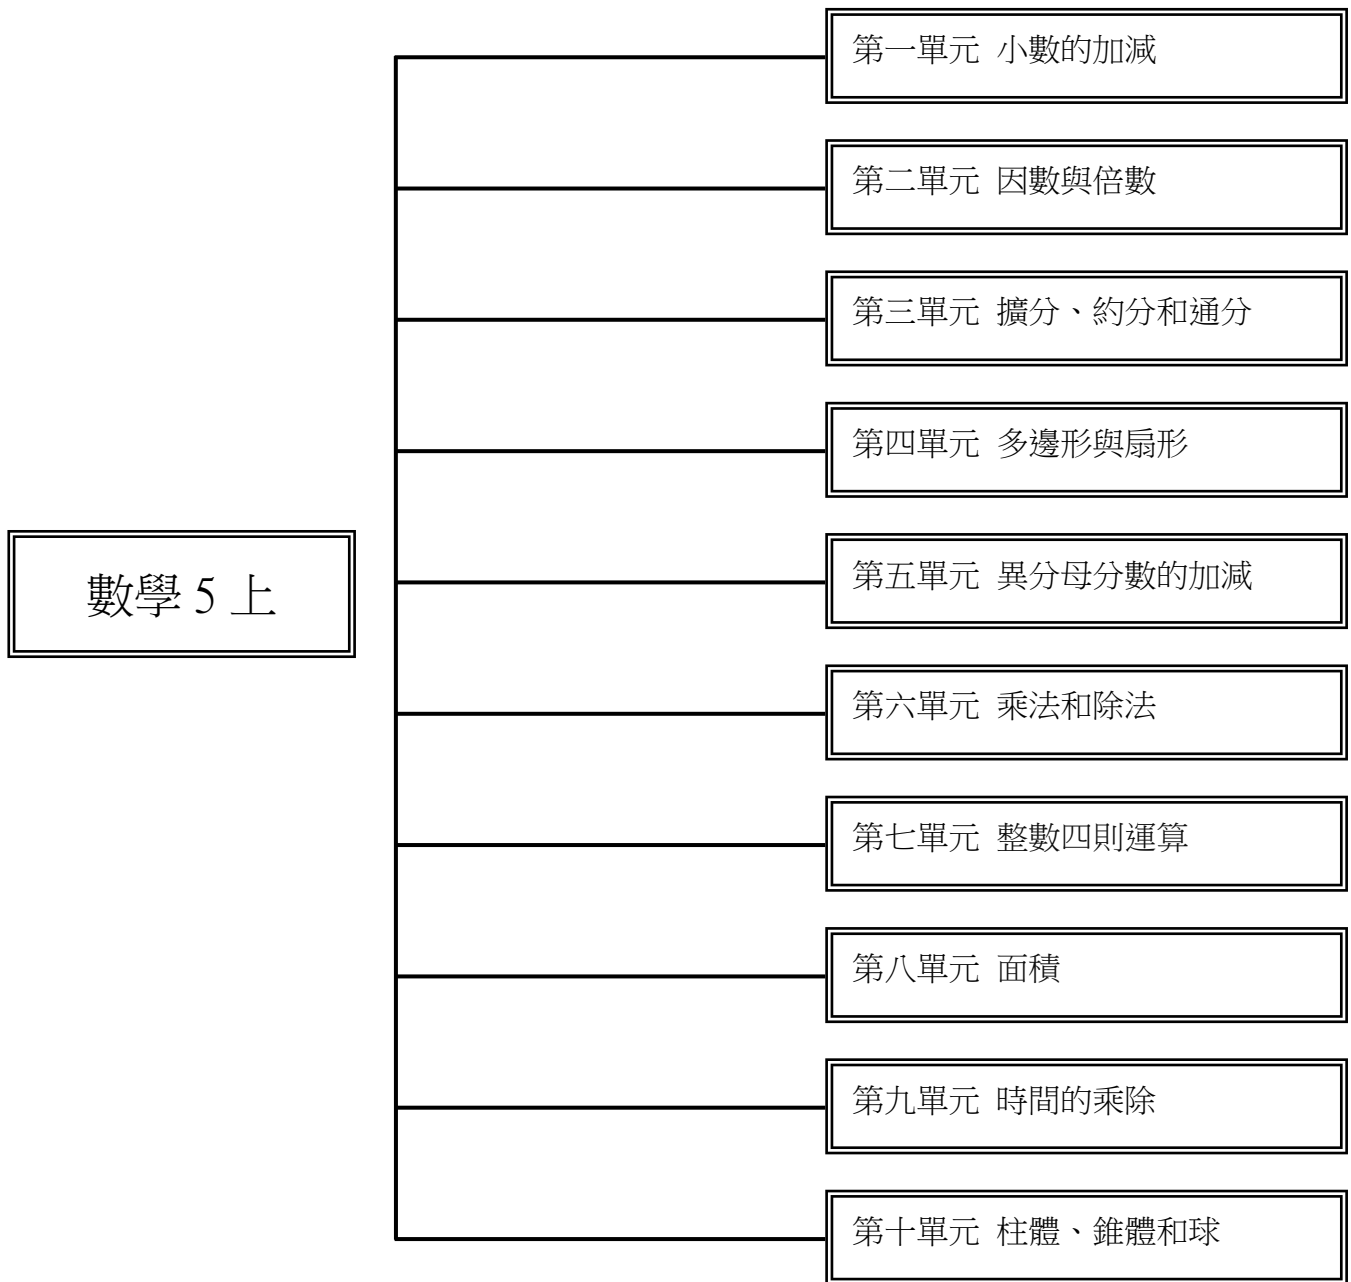 第一單元 小數的加減
第二單元 因數與倍數
第三單元 擴分、約分和通分
第四單元 多邊形與扇形
第五單元 異分母分數的加減
數學 5 上
第六單元 乘法和除法
第七單元 整數四則運算
第八單元 面積
第九單元 時間的乘除
第十單元 柱體、錐體和球